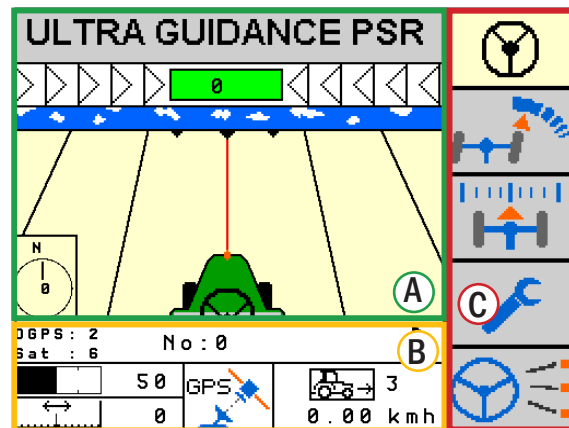 ULTRA GUIDANCE PSR
0
N
0
A
C
DGPS: 2
Sat : 6
No:0
B
50
GPS
3
0
0.00 kmh